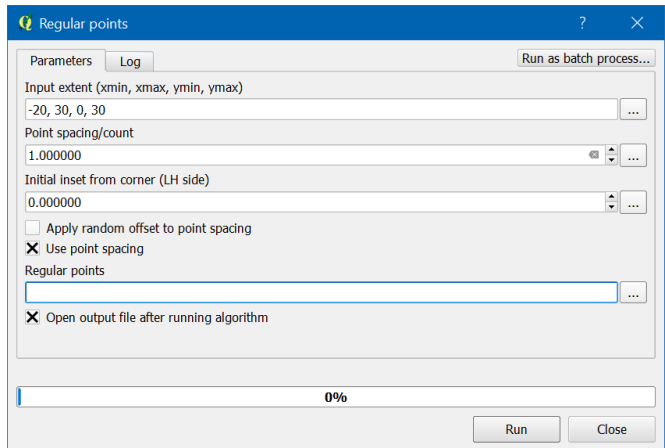 Regular points
Parameters
Log
Run as batch process...
Input extent (xmin, xmax, ymin, ymax)
-20, 30, 0, 30
...
Point spacing/count
1.000000
...
Initial inset from corner (LH side)
0.000000
...
Apply random offset to point spacing
Use point spacing
Regular points
...
Open output file after running algorithm
0%
Run
Close